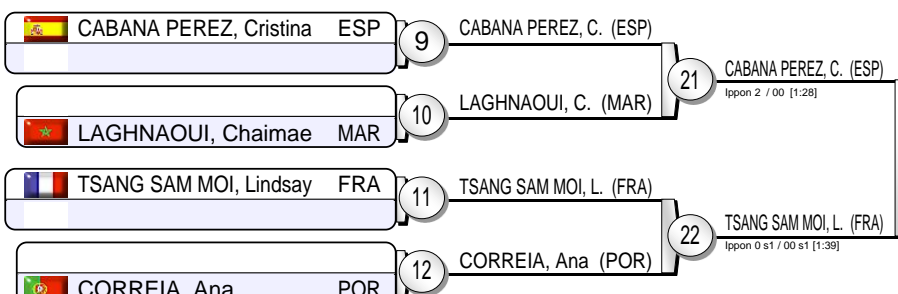 CABANA PEREZ, Cristina ESP
9
CABANA PEREZ, C. (ESP)
21
CABANA PEREZ, C. (ESP)
Ippon 2 / 00 [1:28]
10
LAGHNAOUI, C. (MAR)
LAGHNAOUI, Chaimae MAR
TSANG SAM MOI, Lindsay FRA
11
TSANG SAM MOI, L. (FRA)
22
TSANG SAM MOI, L. (FRA)
Ippon 0 s1 / 00 s1 [1:39]
12
CORREIA, Ana (POR)
CORREIA, Ana POR